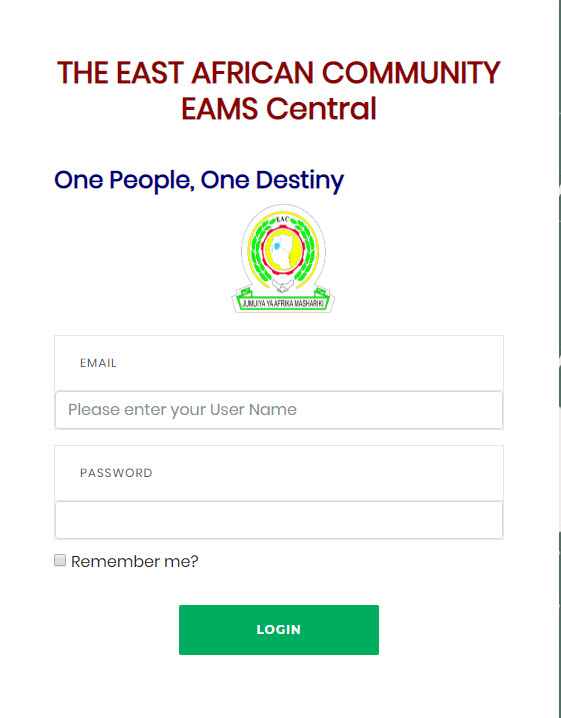 THE EAST AFRICAN COMMUNITY
EAMS Central
One People, One Destiny
EAC
JUMUIYA YA AFRIKA MASHARIKI
EMAIL
Please enter your User Name
PASSWORD
Remember me?
LOGIN